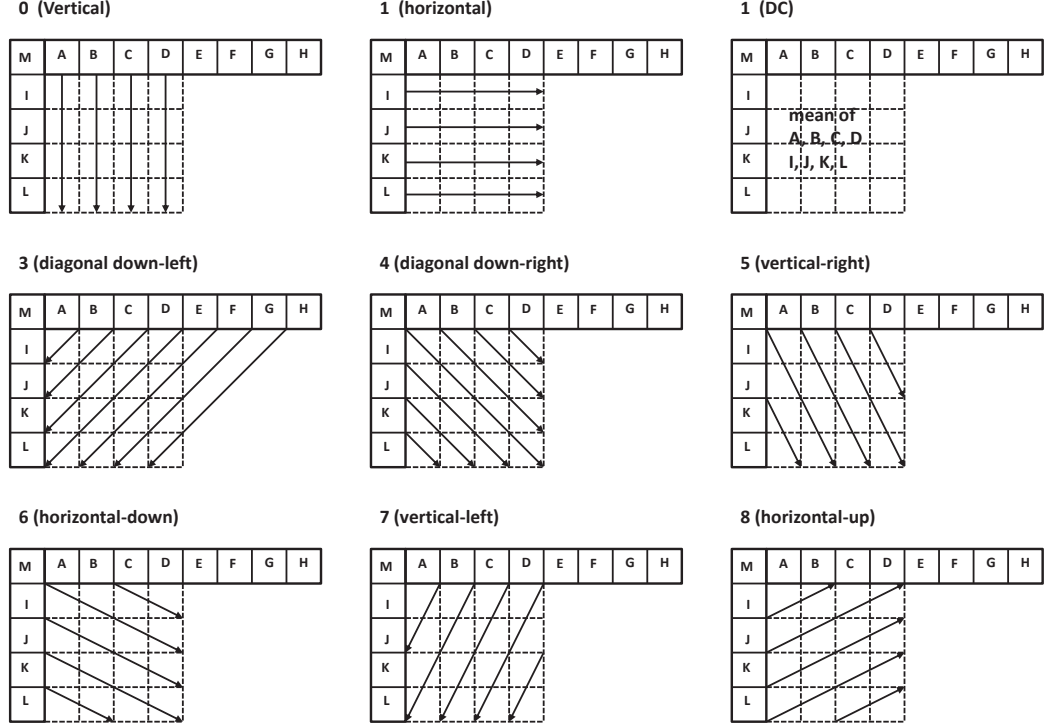 0 (Vertical)
1 (horizontal)
1 (DC)
M A B C D E F G H
M A B C D E F G H
M A B C D E F G H
I
J
K
L
I
J
K
L
I
J
K
L
mean of
A, B, C, D
I, J, K, L
3 (diagonal down-left)
4 (diagonal down-right)
5 (vertical-right)
M A B C D E F G H
M A B C D E F G H
M A B C D E F G H
I
J
K
L
I
J
K
L
I
J
K
L
6 (horizontal-down)
7 (vertical-left)
8 (horizontal-up)
M A B C D E F G H
M A B C D E F G H
M A B C D E F G H
I
J
K
L
I
J
K
L
I
J
K
L